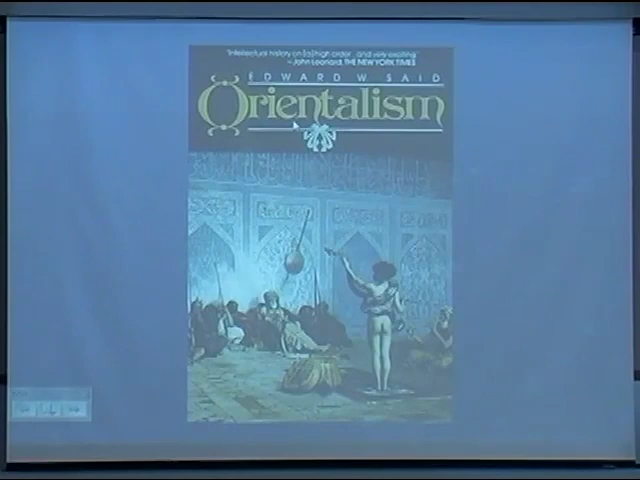 "Intellectual history on [a] high order... and very exciting"
—John Leonard, THE NEW YORK TIMES
EDWARD W. SAID
Orientalism